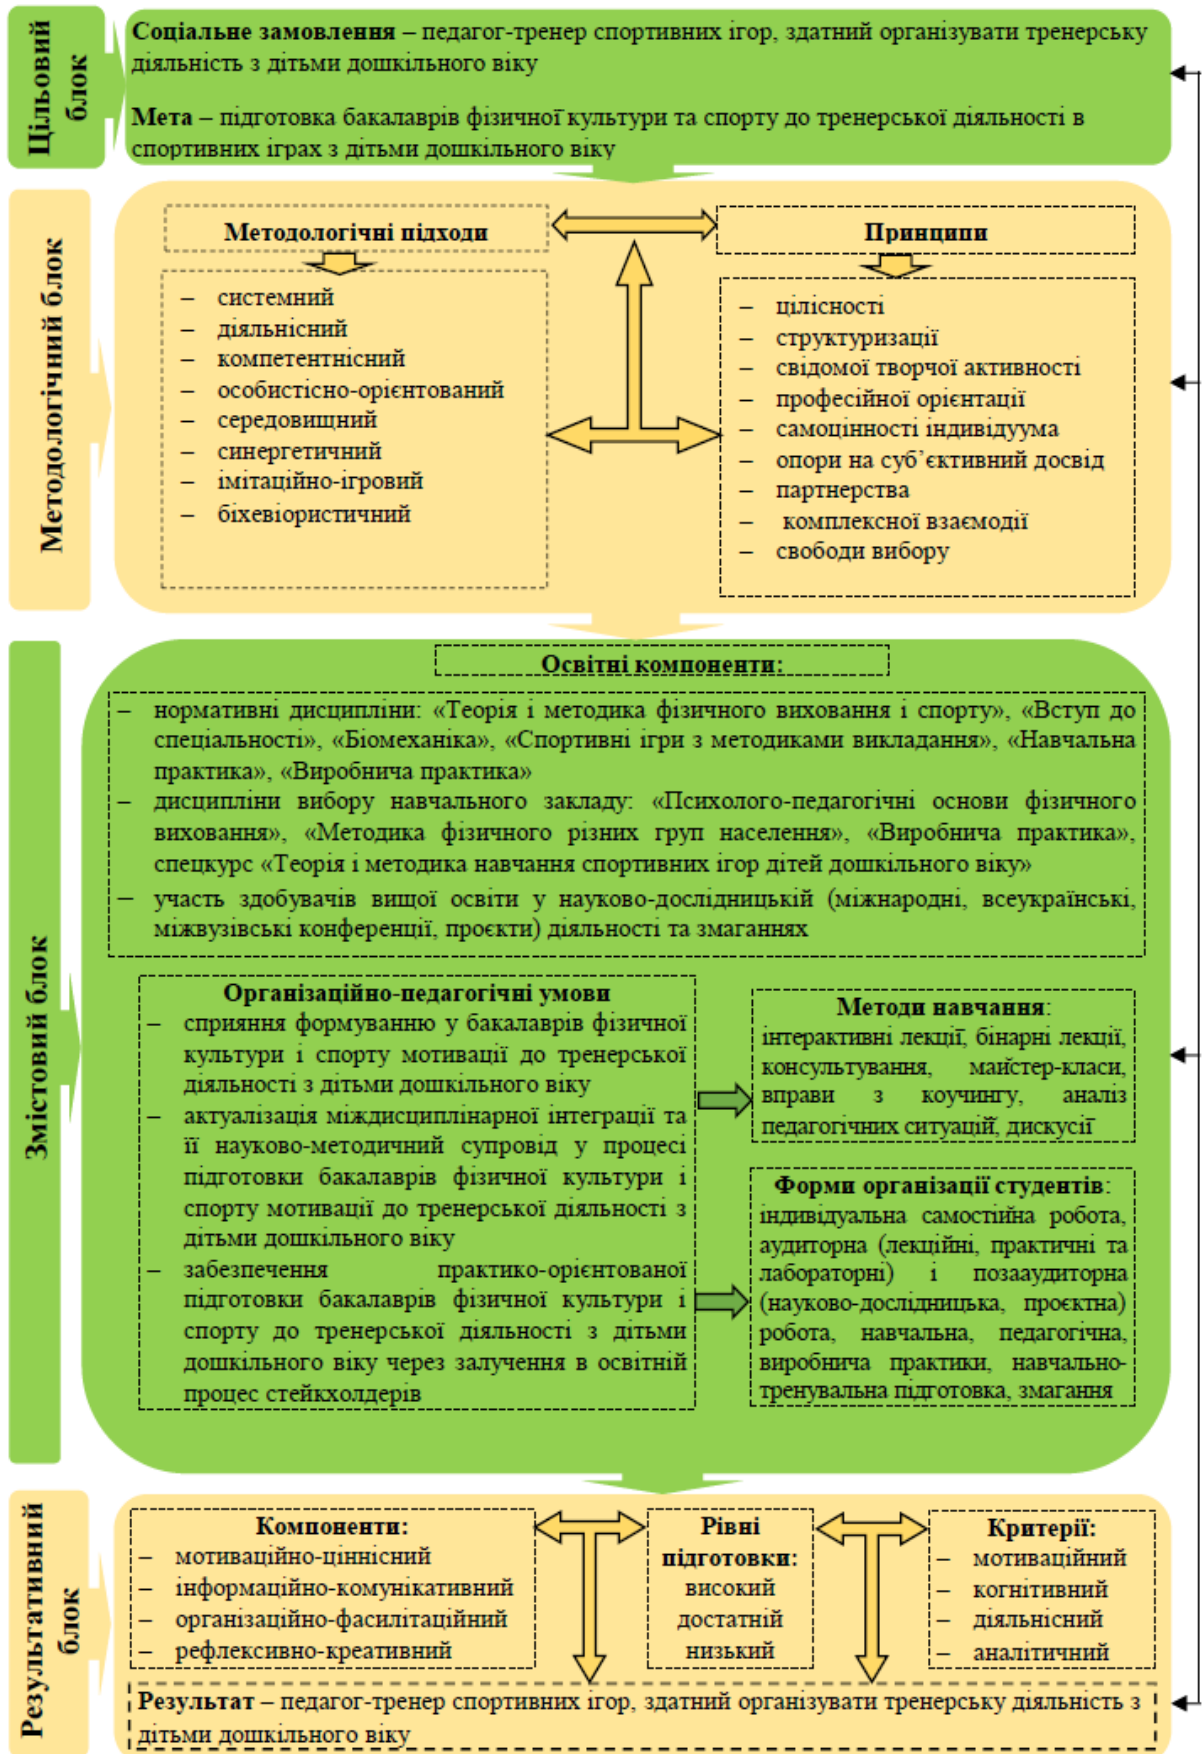 Цільовий
блок
Соціальне замовлення – педагог-тренер спортивних ігор, здатний організувати тренерську
діяльність з дітьми дошкільного віку
Мета – підготовка бакалаврів фізичної культури та спорту до тренерської діяльності в
спортивних іграх з дітьми дошкільного віку
Методологічний блок
Методологічні підходи
– системний
– діяльнісний
– компетентнісний
– особистісно-орієнтований
– середовищний
– синергетичний
– імітаційно-ігровий
– біхевіористичний
Принципи
– цілісності
– структуризації
– свідомої творчої активності
– професійної орієнтації
– самоцінності індивідуума
– опори на суб’єктивний досвід
– партнерства
– комплексної взаємодії
– свободи вибору
Змістовий блок
Освітні компоненти:
– нормативні дисципліни: «Теорія і методика фізичного виховання і спорту», «Вступ до
спеціальності», «Біомеханіка», «Спортивні ігри з методиками викладання», «Навчальна
практика», «Виробнича практика»
– дисципліни вибору навчального закладу: «Психолого-педагогічні основи фізичного
виховання», «Методика фізичного різних груп населення», «Виробнича практика»,
спецкурс «Теорія і методика навчання спортивних ігор дітей дошкільного віку»
– участь здобувачів вищої освіти у науково-дослідницькій (міжнародні, всеукраїнські,
міжвузівські конференції, проєкти) діяльності та змаганнях
Організаційно-педагогічні умови
– сприяння формуванню у бакалаврів фізичної
культури і спорту мотивації до тренерської
діяльності з дітьми дошкільного віку
– актуалізація міждисциплінарної інтеграції та
її науково-методичний супровід у процесі
підготовки бакалаврів фізичної культури і
спорту мотивації до тренерської діяльності з
дітьми дошкільного віку
– забезпечення практико-орієнтованої
підготовки бакалаврів фізичної культури і
спорту до тренерської діяльності з дітьми
дошкільного віку через залучення в освітній
процес стейкхолдерів
Методи навчання:
інтерактивні лекції, бінарні лекції,
консультування, майстер-класи,
вправи з коучингу, аналіз
педагогічних ситуацій, дискусії
Форми організації студентів:
індивідуальна самостійна робота,
аудиторна (лекційні, практичні та
лабораторні) і позааудиторна
(науково-дослідницька, проєктна)
робота, навчальна, педагогічна,
виробнича практики, навчально-
тренувальна підготовка, змагання
Результативний
блок
Компоненти:
– мотиваційно-ціннісний
– інформаційно-комунікативний
– організаційно-фасилітаційний
– рефлексивно-креативний
Рівні
підготовки:
високий
достатній
низький
Критерії:
– мотиваційний
– когнітивний
– діяльнісний
– аналітичний
Результат – педагог-тренер спортивних ігор, здатний організувати тренерську діяльність з
дітьми дошкільного віку